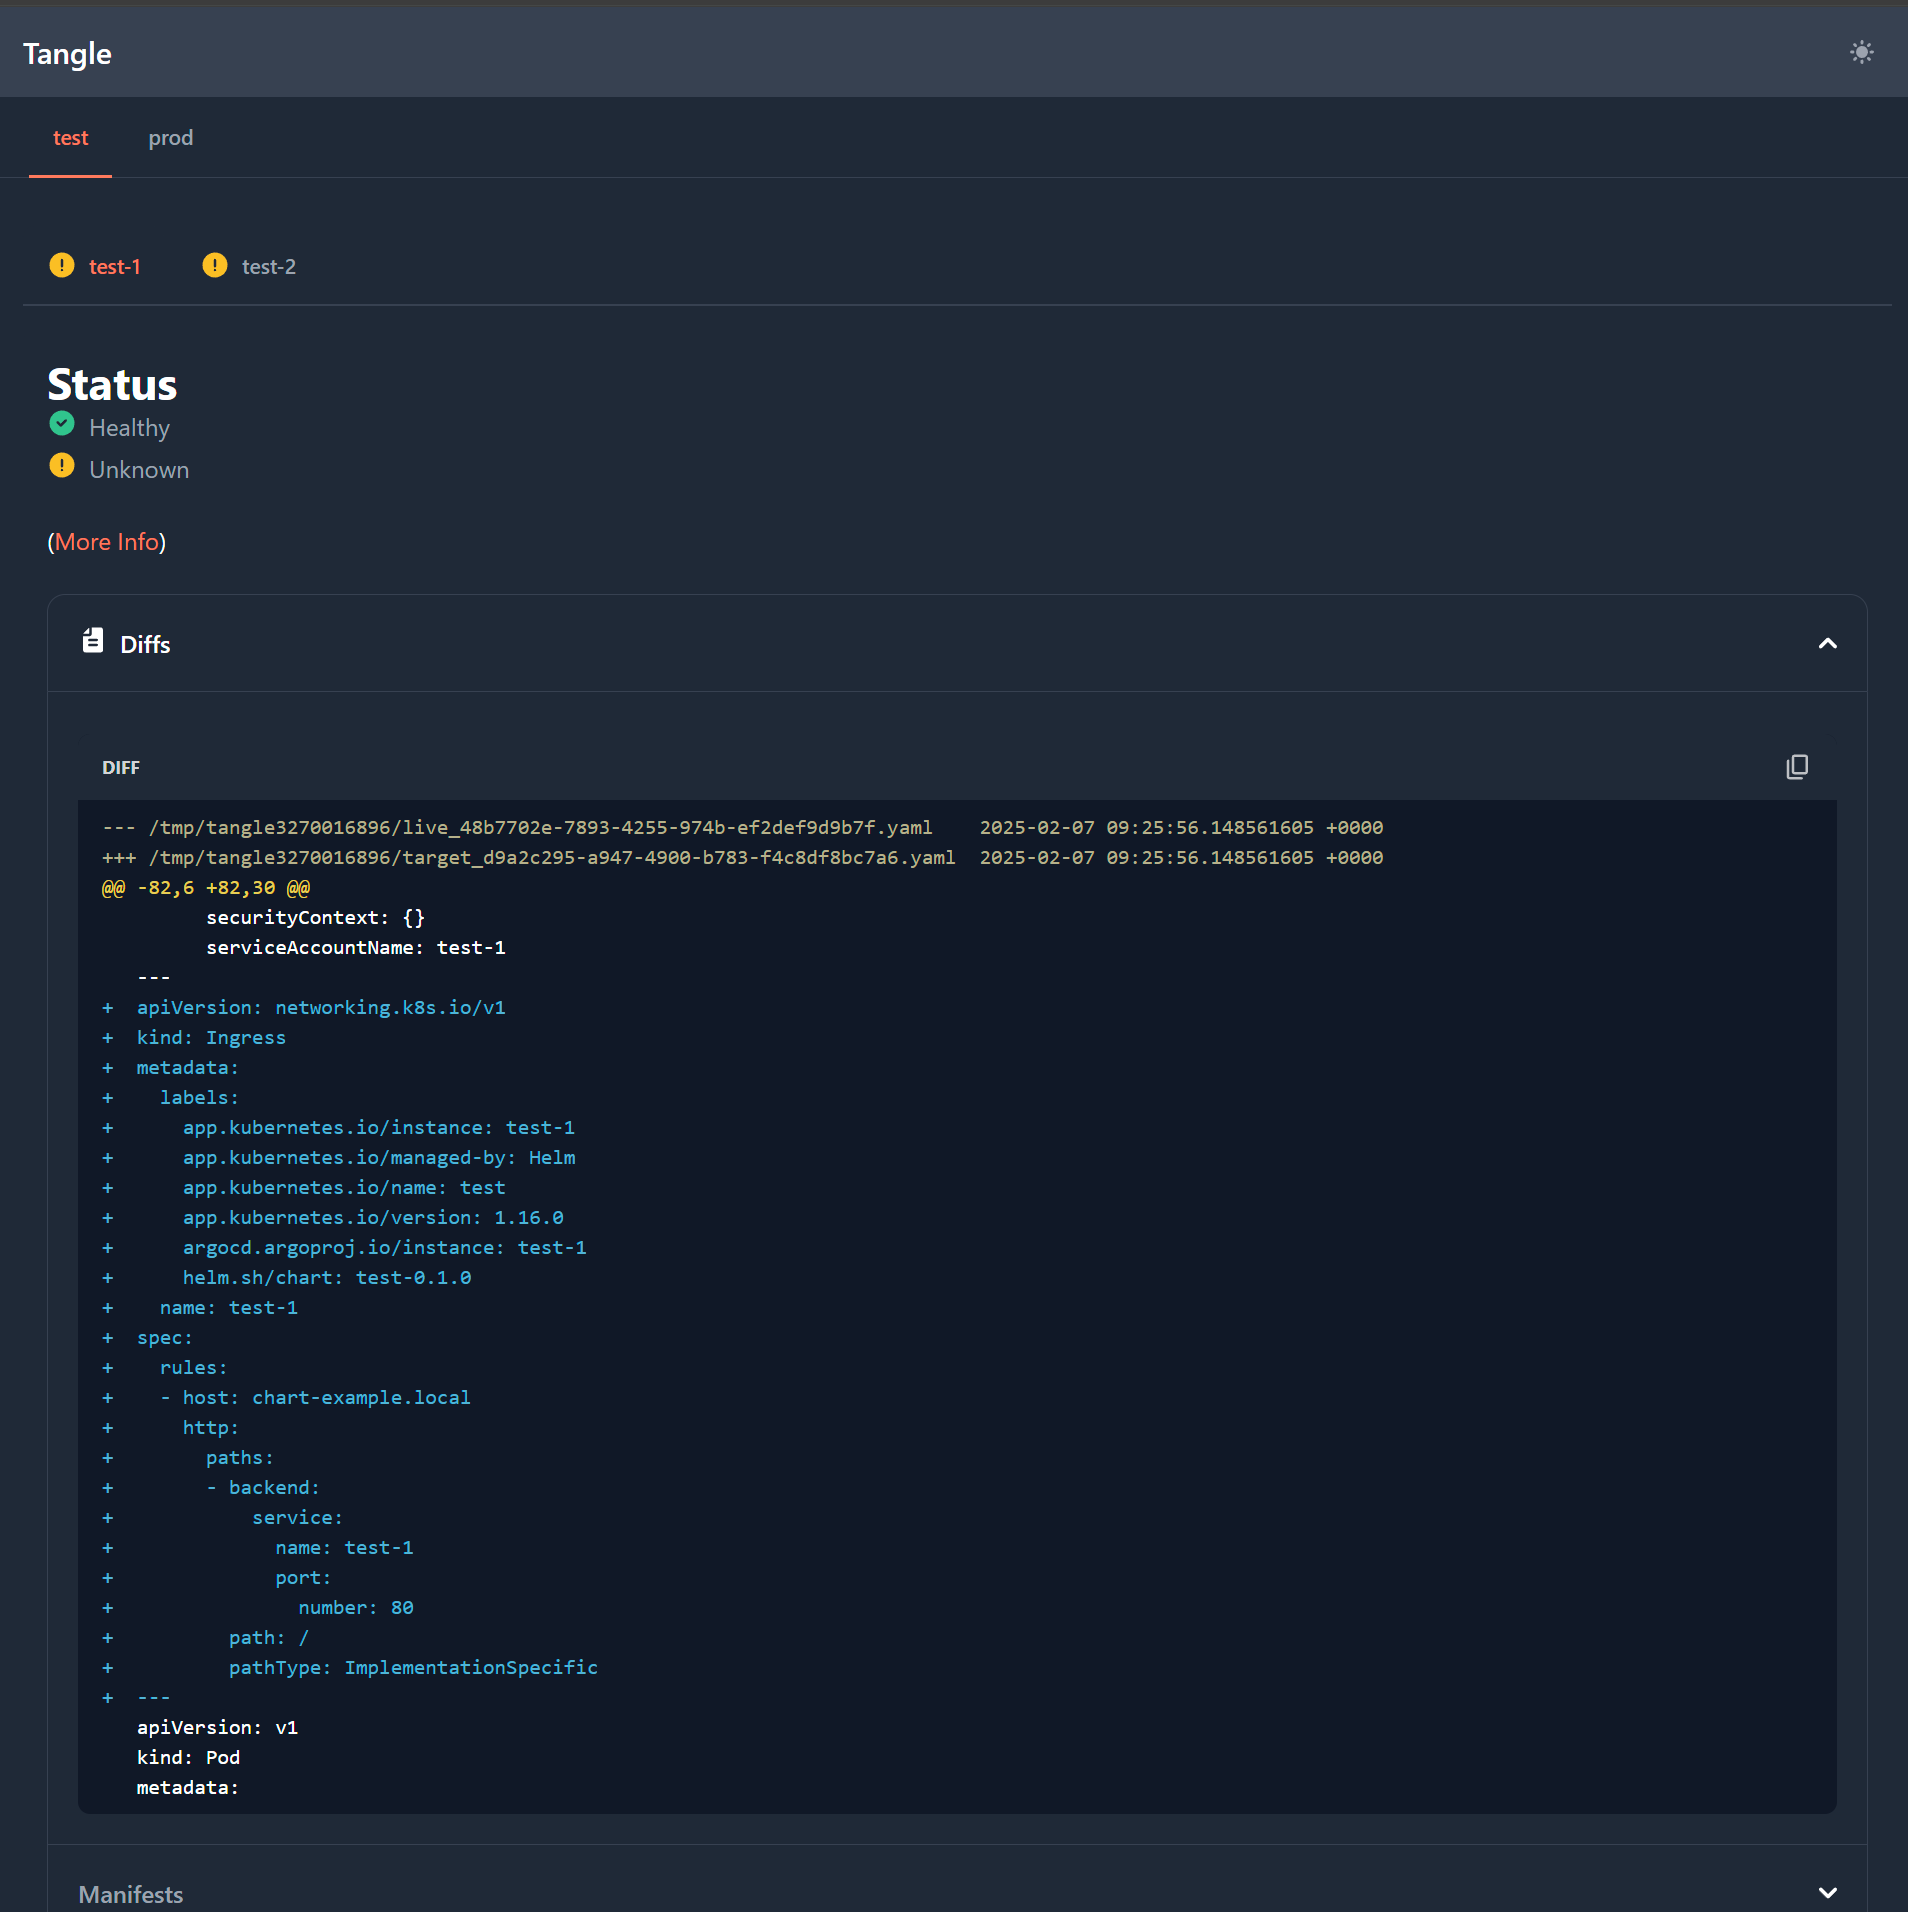 Tangle
test prod
test-1 test-2
Status
Healthy
Unknown
(More Info)
Diffs
DIFF
--- /tmp/tangle3270016896/live_48b7702e-7893-4255-974b-ef2def9d9b7f.yaml    2025-02-07 09:25:56.148561605 +0000
+++ /tmp/tangle3270016896/target_d9a2c295-a947-4900-b783-f4c8df8bc7a6.yaml  2025-02-07 09:25:56.148561605 +0000
@@ -82,6 +82,30 @@
         securityContext: {}
         serviceAccountName: test-1
   ---
+  apiVersion: networking.k8s.io/v1
+  kind: Ingress
+  metadata:
+    labels:
+      app.kubernetes.io/instance: test-1
+      app.kubernetes.io/managed-by: Helm
+      app.kubernetes.io/name: test
+      app.kubernetes.io/version: 1.16.0
+      argocd.argoproj.io/instance: test-1
+      helm.sh/chart: test-0.1.0
+    name: test-1
+  spec:
+    rules:
+    - host: chart-example.local
+      http:
+        paths:
+        - backend:
+            service:
+              name: test-1
+              port:
+                number: 80
+          path: /
+          pathType: ImplementationSpecific
+  ---
   apiVersion: v1
   kind: Pod
   metadata:
Manifests